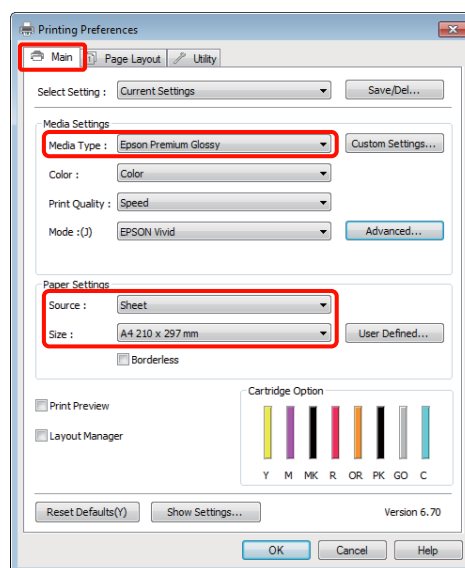 Printing Preferences
Main Page Layout Utility
Select Setting : Current Settings Save/Del...
Media Settings
Media Type : Epson Premium Glossy Custom Settings...
Color : Color
Print Quality : Speed
Mode :(J) EPSON Vivid Advanced...
Paper Settings
Source : Sheet
Size : A4 210 x 297 mm User Defined...
Borderless
Cartridge Option
Print Preview
Layout Manager
Y M MK R OR PK GO C
Reset Defaults(Y) Show Settings... Version 6.70
OK Cancel Help